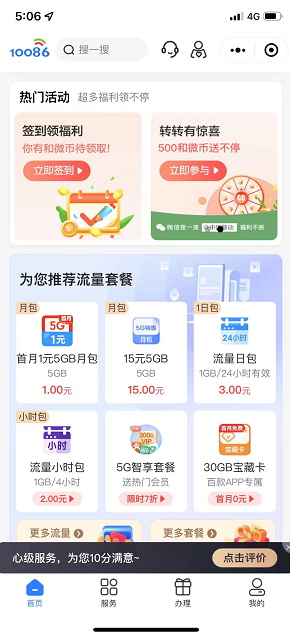 5:06
4G
10086
搜一搜
热门活动 超多福利领不停
签到领福利
你有和微币待领取!
立即签到
转转有惊喜
500和微币送不停
立即参与
微信搜一搜
福利不断
为您推荐流量套餐
月包
5G
1元
首月1元5GB月包
5GB
1.00元
月包
5G特惠
月包
15元5GB
5GB
15.00元
1日包
24小时
流量日包
1GB/24小时有效
3.00元
小时包
小时
流量小时包
1GB/4小时
2.00元
300G
VIP
5G智享套餐
送热门会员
限时7折
首月免费
宝藏卡
30GB宝藏卡
百款APP专属
首月0元
更多流量
更多套餐
心级服务，为您10分满意~
点击评价
首页
服务
办理
我的